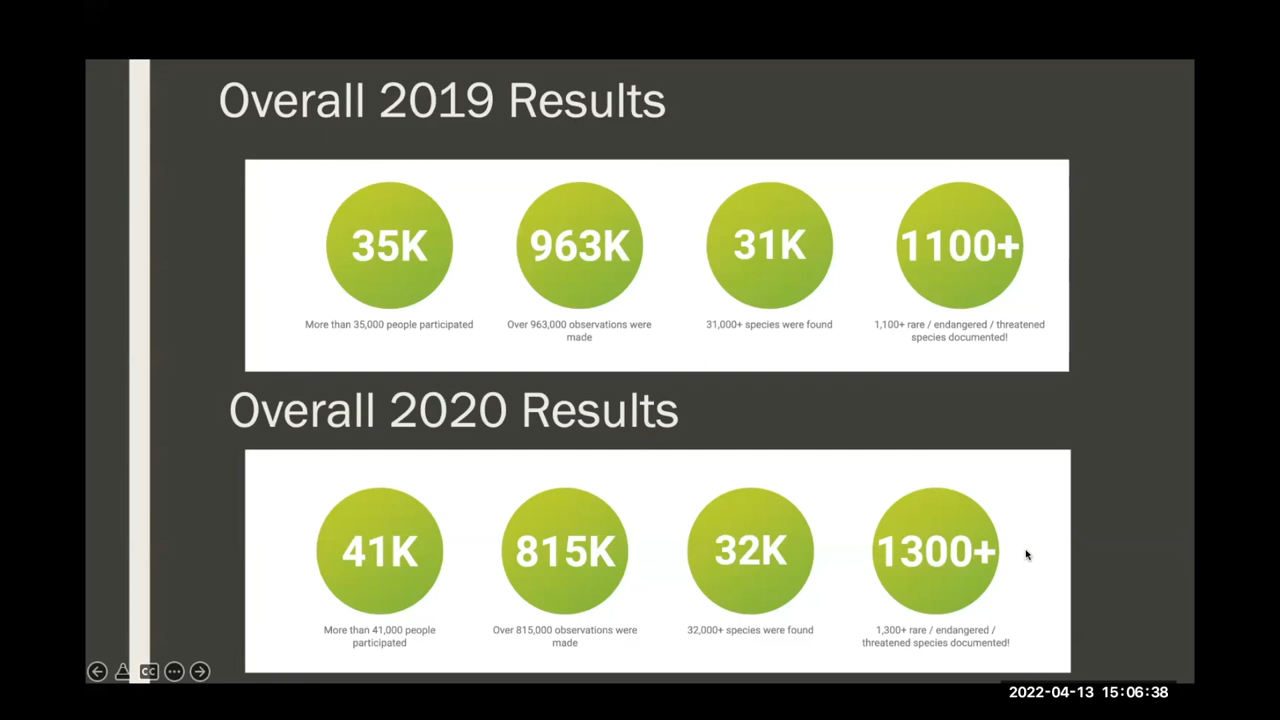 Overall 2019 Results
35K
963K
31K
1100+
More than 35,000 people participated
Over 963,000 observations were
made
31,000+ species were found
1,100+ rare / endangered / threatened
species documented!
Overall 2020 Results
41K
815K
32K
1300+
More than 41,000 people
participated
Over 815,000 observations were
made
32,000+ species were found
1,300+ rare / endangered /
threatened species documented!
CC
2022-04-13 15:06:38